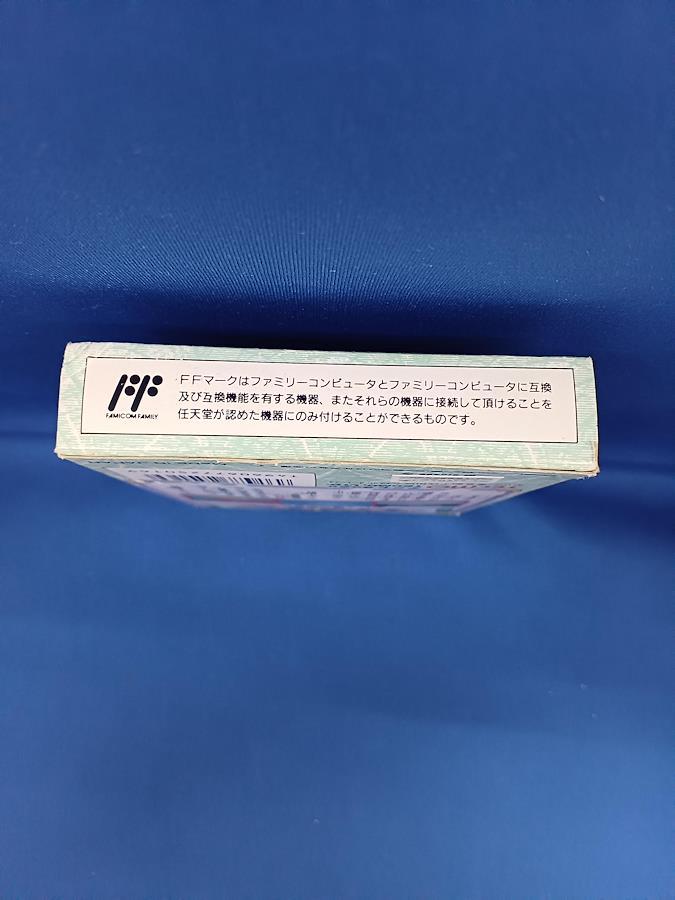 FF
FAMICOM FAMILY
FFマークはファミリーコンピュータとファミリーコンピュータに互換
及び互換機能を有する機器、またそれらの機器に接続して頂けることを
任天堂が認めた機器にのみ付けることができるものです。